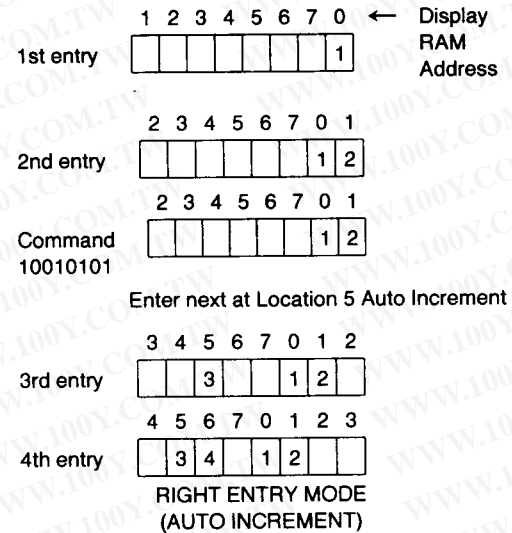 1 2 3 4 5 6 7 0 ← Display
RAM
Address
1st entry 1
2 3 4 5 6 7 0 1
2nd entry 1 2
2 3 4 5 6 7 0 1
Command 1 2
10010101
Enter next at Location 5 Auto Increment
3 4 5 6 7 0 1 2
3rd entry 3 1 2
4 5 6 7 0 1 2 3
4th entry 3 4 1 2
RIGHT ENTRY MODE
(AUTO INCREMENT)
WWW.100Y.COM.TW